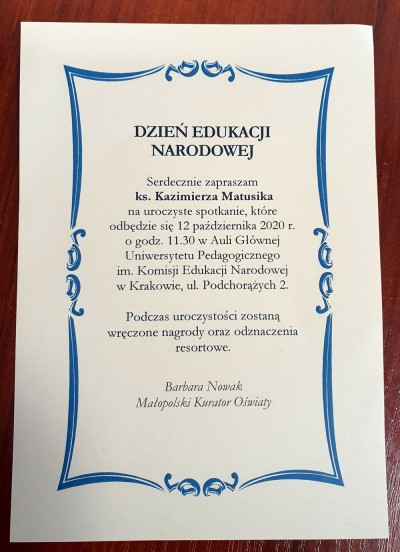 DZIEŃ EDUKACJI
NARODOWEJ
Serdecznie zapraszam
ks. Kazimierza Matusika
na uroczyste spotkanie, które
odbędzie się 12 października 2020 r.
o godz. 11.30 w Auli Głównej
Uniwersytetu Pedagogicznego
im. Komisji Edukacji Narodowej
w Krakowie, ul. Podchorążych 2.
Podczas uroczystości zostaną
wręczone nagrody oraz odznaczenia
resortowe.
Barbara Nowak
Małopolski Kurator Oświaty